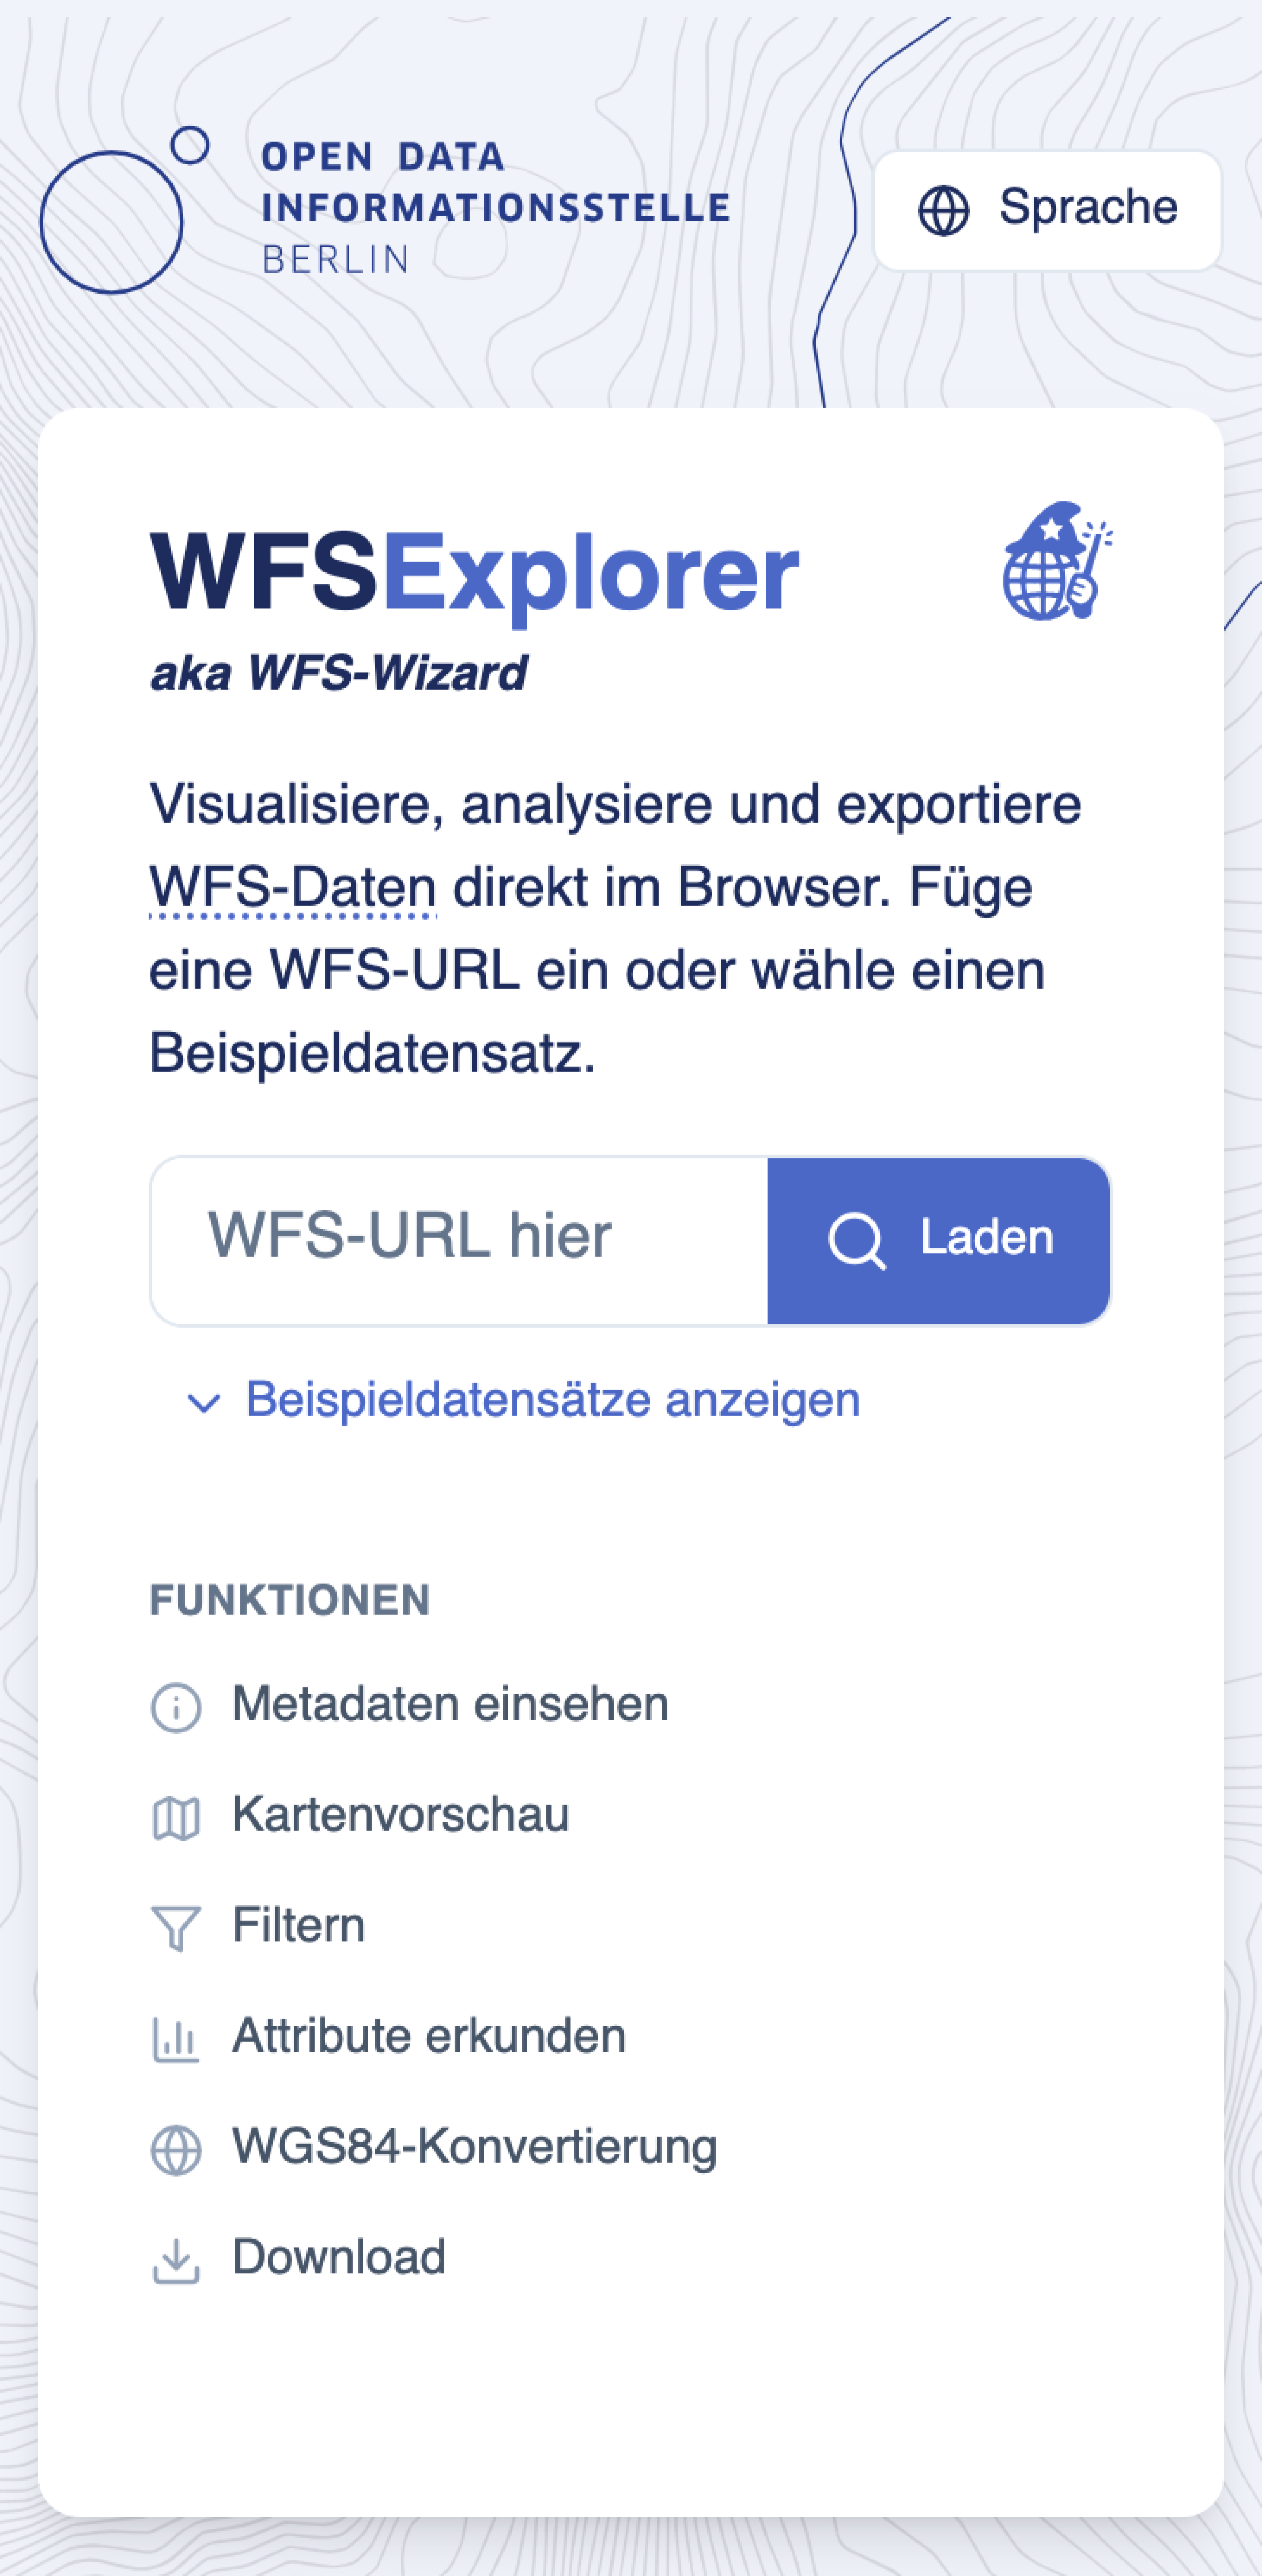 OPEN DATA
INFORMATIONSSTELLE
BERLIN
Sprache
WFSExplorer
aka WFS-Wizard
Visualisiere, analysiere und exportiere
WFS-Daten direkt im Browser. Füge
eine WFS-URL ein oder wähle einen
Beispieldatensatz.
WFS-URL hier
Laden
Beispieldatensätze anzeigen
FUNKTIONEN
Metadaten einsehen
Kartenvorschau
Filtern
Attribute erkunden
WGS84-Konvertierung
Download